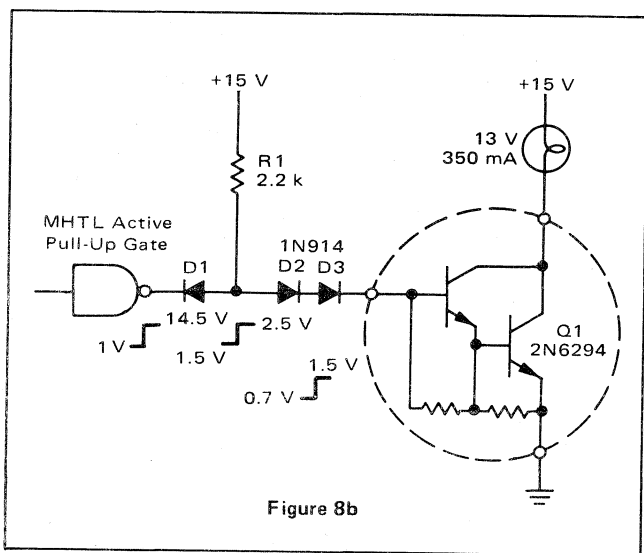 +15 V
+15 V
13 V
350 mA
R1
2.2 k
MHTL Active
Pull-Up Gate
1N914
D1
D2
D3
14.5 V
1 V
2.5 V
1.5 V
1.5 V
0.7 V
Q1
2N6294
Figure 8b